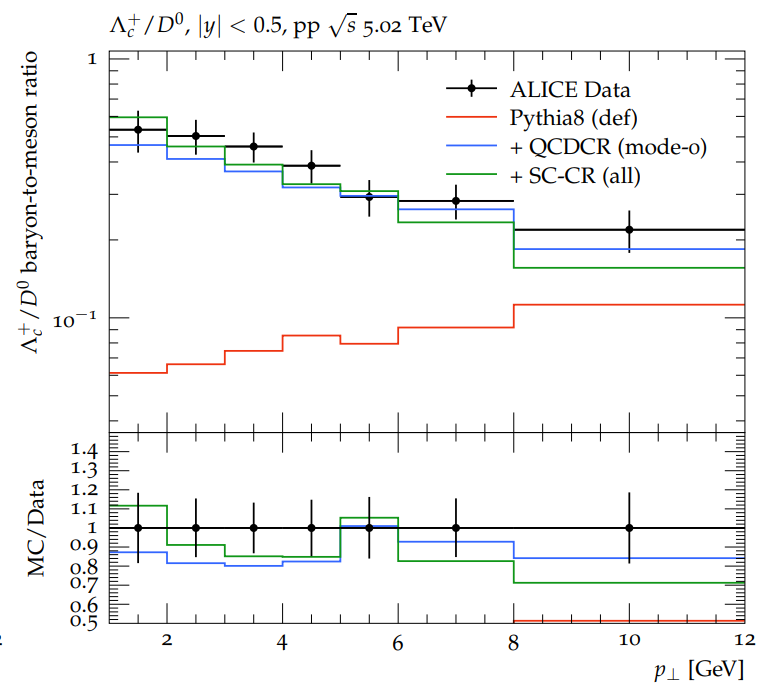 Λc+/D0, |y| < 0.5, pp √s 5.02 TeV
Λc+/D0 baryon-to-meson ratio
1
10−1
ALICE Data
Pythia8 (def)
+ QCDCR (mode-0)
+ SC-CR (all)
MC/Data
1.4
1.3
1.2
1.1
1
0.9
0.8
0.7
0.6
0.5
2
4
6
8
10
12
p⊥ [GeV]